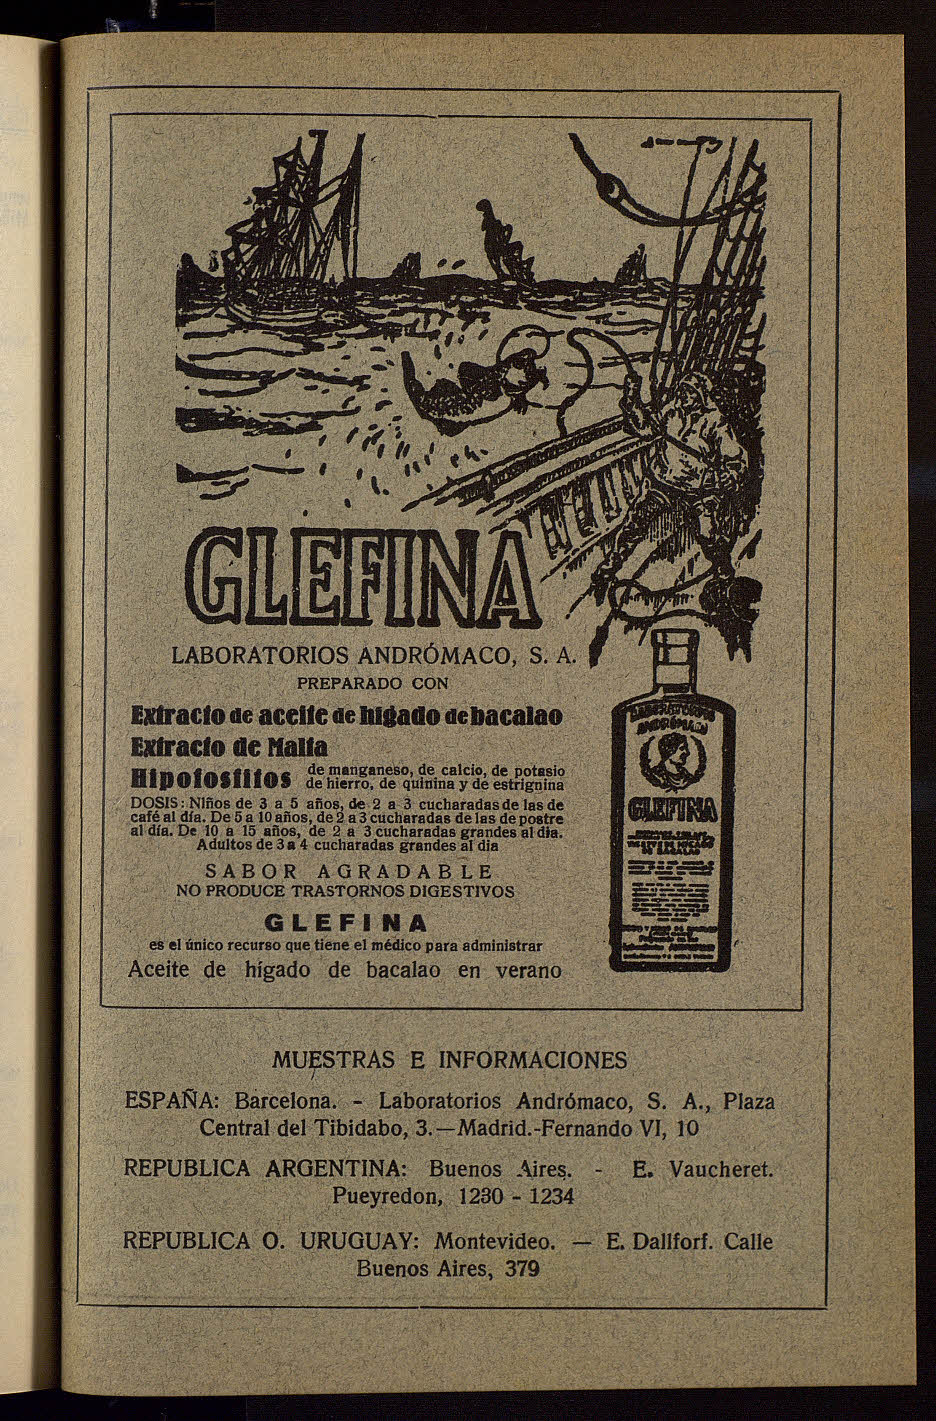 GLEFINA
LABORATORIOS ANDRÓMACO, S. A.
PREPARADO CON
Extracto de aceite de hígado de bacalao
Extracto de Malta
Hipofosfitos de manganeso, de calcio, de potasio
de hierro, de quinina y de estrignina
DOSIS: Niños de 3 a 5 años, de 2 a 3 cucharadas de las de
café al día. De 5 a 10 años, de 2 a 3 cucharadas de las de postre
al día. De 10 a 15 años, de 2 a 3 cucharadas grandes al día.
Adultos de 3 a 4 cucharadas grandes al día
SABOR AGRADABLE
NO PRODUCE TRASTORNOS DIGESTIVOS
GLEFINA
es el único recurso que tiene el médico para administrar
Aceite de hígado de bacalao en verano
LABORATORIOS
ANDRÓMACO
GLEFINA
MUESTRAS E INFORMACIONES
ESPAÑA: Barcelona. - Laboratorios Andrómaco, S. A., Plaza
Central del Tibidabo, 3.—Madrid.-Fernando VI, 10
REPUBLICA ARGENTINA: Buenos Aires. - E. Vaucheret.
Pueyredon, 1230 - 1234
REPUBLICA O. URUGUAY: Montevideo. — E. Dallforf. Calle
Buenos Aires, 379